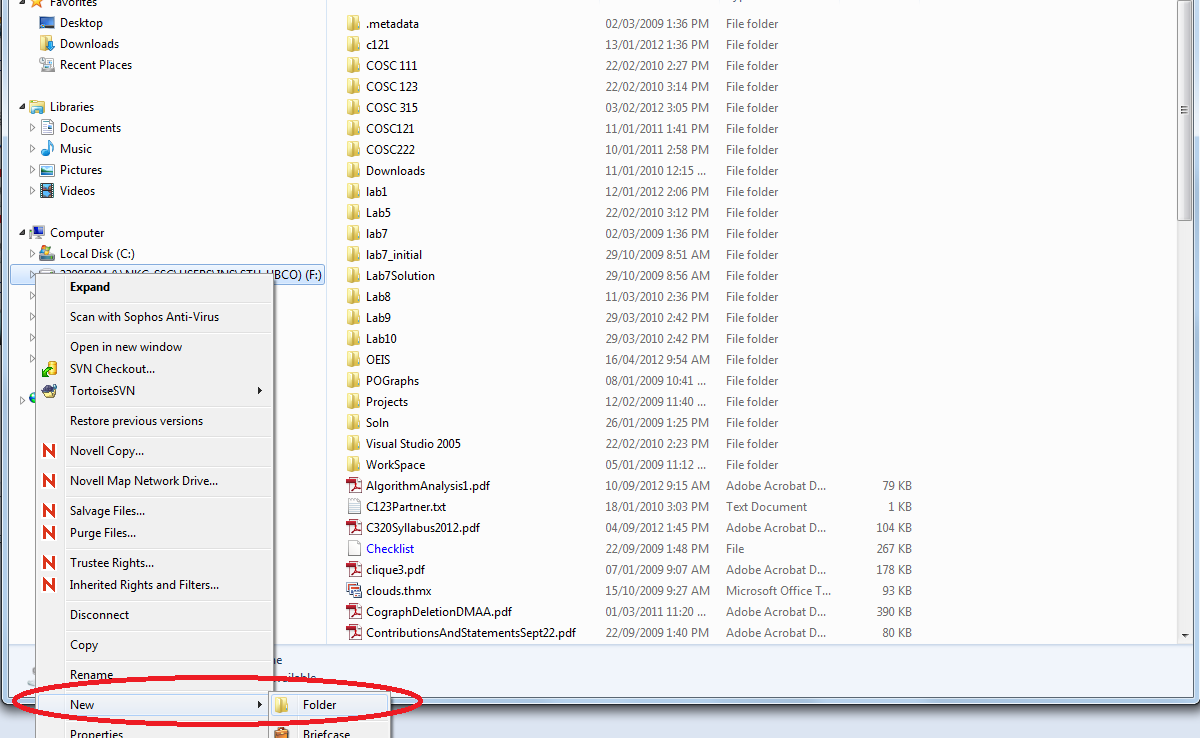 Favorites
Desktop
Downloads
Recent Places
Libraries
Documents
Music
Pictures
Videos
Computer
Local Disk (C:)
BCO) (F:)
Expand
Scan with Sophos Anti-Virus
Open in new window
SVN Checkout...
TortoiseSVN
Restore previous versions
Novell Copy...
Novell Map Network Drive...
Salvage Files...
Purge Files...
Trustee Rights...
Inherited Rights and Filters...
Disconnect
Copy
Rename
New
Properties
Folder
Briefcase
.metadata 02/03/2009 1:36 PM File folder
c121 13/01/2012 1:36 PM File folder
COSC 111 22/02/2010 2:27 PM File folder
COSC 123 22/02/2010 3:14 PM File folder
COSC 315 03/02/2012 3:05 PM File folder
COSC121 11/01/2011 1:41 PM File folder
COSC222 10/01/2011 2:58 PM File folder
Downloads 11/01/2010 12:15 ... File folder
lab1 12/01/2012 2:06 PM File folder
Lab5 22/02/2010 3:12 PM File folder
lab7 02/03/2009 1:36 PM File folder
lab7_initial 29/10/2009 8:51 AM File folder
Lab7Solution 29/10/2009 8:56 AM File folder
Lab8 11/03/2010 2:36 PM File folder
Lab9 29/03/2010 2:42 PM File folder
Lab10 29/03/2010 2:42 PM File folder
OEIS 16/04/2012 9:54 AM File folder
POGraphs 08/01/2009 10:41 ... File folder
Projects 12/02/2009 11:40 ... File folder
Soln 26/01/2009 1:25 PM File folder
Visual Studio 2005 22/02/2010 2:23 PM File folder
WorkSpace 05/01/2009 11:12 ... File folder
AlgorithmAnalysis1.pdf 10/09/2012 9:15 AM Adobe Acrobat D... 79 KB
C123Partner.txt 18/01/2010 3:03 PM Text Document 1 KB
C320Syllabus2012.pdf 04/09/2012 1:45 PM Adobe Acrobat D... 104 KB
Checklist 22/09/2009 1:48 PM File 267 KB
clique3.pdf 07/01/2009 9:07 AM Adobe Acrobat D... 178 KB
clouds.thmx 15/10/2009 9:27 AM Microsoft Office T... 93 KB
CographDeletionDMAA.pdf 01/03/2011 11:20 ... Adobe Acrobat D... 390 KB
ContributionsAndStatementsSept22.pdf 22/09/2009 1:40 PM Adobe Acrobat D... 80 KB